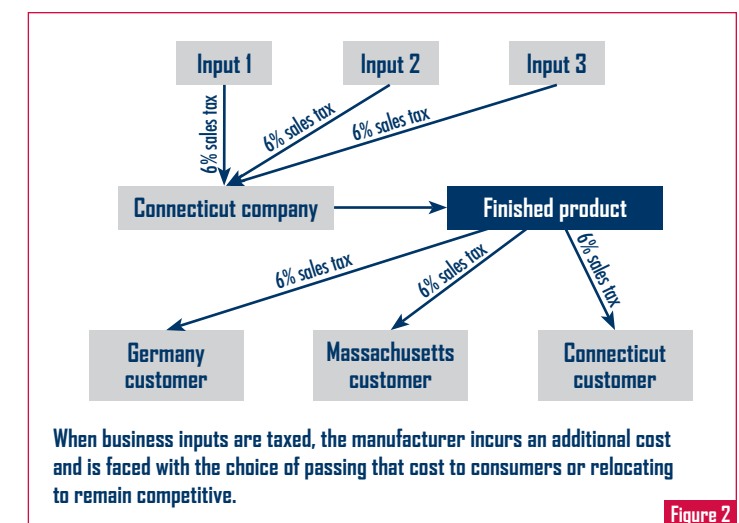 Input 1
Input 2
Input 3
6% sales tax
6% sales tax
6% sales tax
Connecticut company
Finished product
6% sales tax
6% sales tax
6% sales tax
Germany
customer
Massachusetts
customer
Connecticut
customer
When business inputs are taxed, the manufacturer incurs an additional cost
and is faced with the choice of passing that cost to consumers or relocating
to remain competitive.
Figure 2